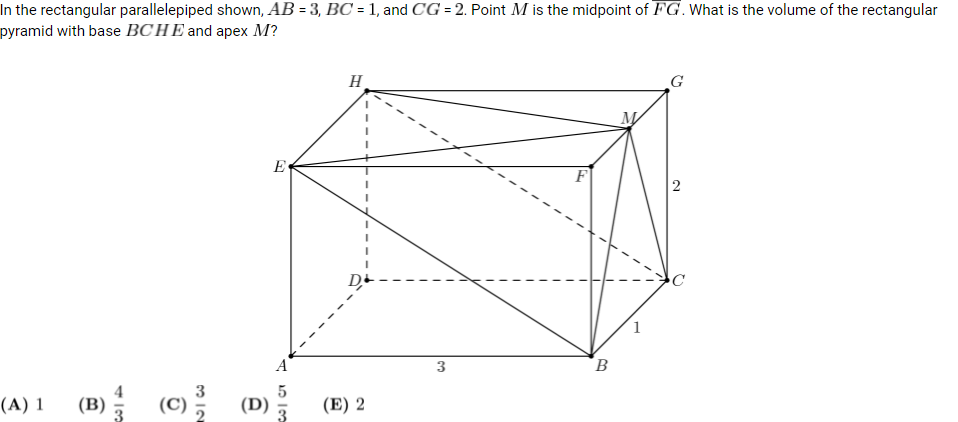 In the rectangular parallelepiped shown, AB = 3, BC = 1, and CG = 2. Point M is the midpoint of \overline{FG}. What is the volume of the rectangular
pyramid with base BCHE and apex M?
H
G
M
E
F
2
D
C
1
A
3
B
(A) 1 (B) \frac{4}{3} (C) \frac{3}{2} (D) \frac{5}{3} (E) 2